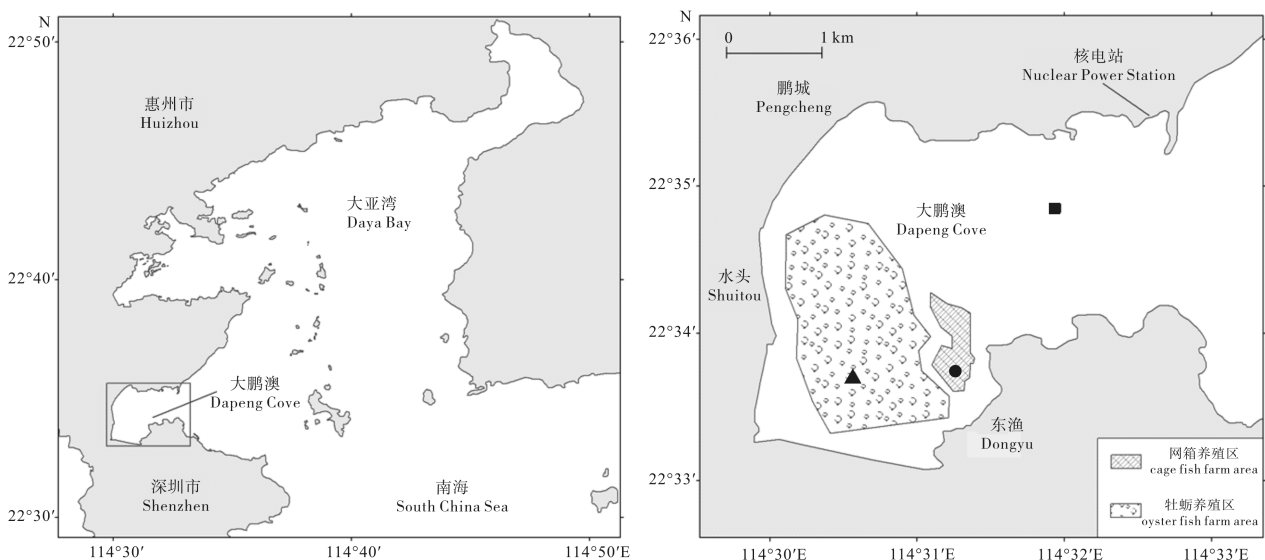 N
22°50′
惠州市
Huizhou
大亚湾
Daya Bay
22°40′
大鹏澳
Dapeng Cove
深圳市
Shenzhen
南海
South China Sea
22°30′
114°30′
114°40′
114°50′E
N
22°36′
0
1 km
核电站
Nuclear Power Station
鹏城
Pengcheng
22°35′
大鹏澳
Dapeng Cove
水头
Shuitou
22°34′
东渔
Dongyu
网箱养殖区
cage fish farm area
22°33′
牡蛎养殖区
oyster fish farm area
114°30′E
114°31′E
114°32′E
114°33′E